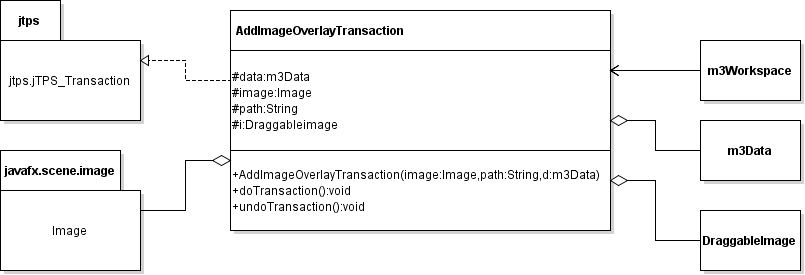 jtps
jtps.jTPS_Transaction
javafx.scene.image
Image
AddImageOverlayTransaction
#data:m3Data
#image:Image
#path:String
#i:Draggableimage
+AddImageOverlayTransaction(image:Image,path:String,d:m3Data)
+doTransaction():void
+undoTransaction():void
m3Workspace
m3Data
DraggableImage